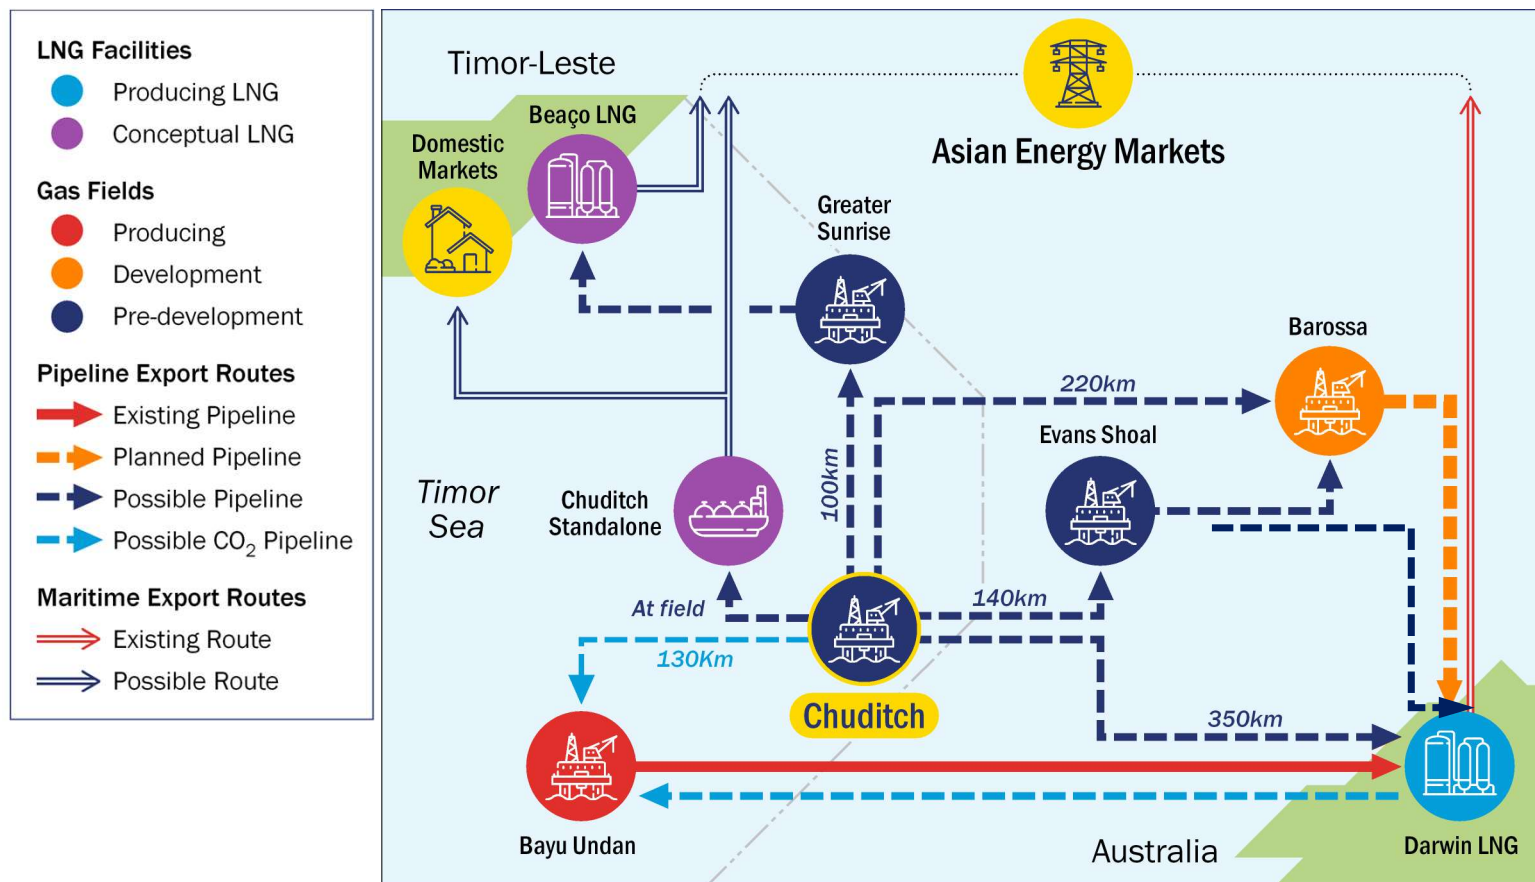 LNG Facilities
Producing LNG
Conceptual LNG
Gas Fields
Producing
Development
Pre-development
Pipeline Export Routes
Existing Pipeline
Planned Pipeline
Possible Pipeline
Possible CO₂ Pipeline
Maritime Export Routes
Existing Route
Possible Route
Timor-Leste
Beaço LNG
Domestic
Markets
Asian Energy Markets
Greater
Sunrise
Barossa
220km
Evans Shoal
100km
Timor
Sea
Chuditch
Standalone
At field
140km
130Km
Chuditch
350km
Bayu Undan
Australia
Darwin LNG